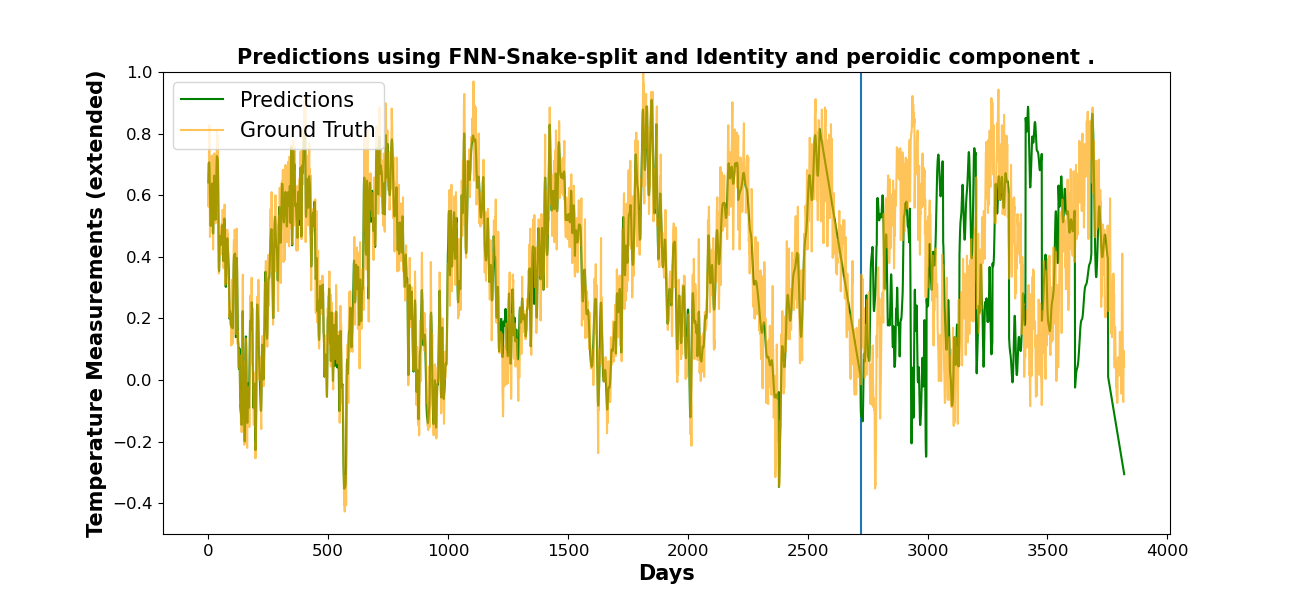 Predictions using FNN-Snake-split and Identity and peroidic component .
Predictions
Ground Truth
Temperature Measurements (extended)
1.0
0.8
0.6
0.4
0.2
0.0
−0.2
−0.4
0 500 1000 1500 2000 2500 3000 3500 4000
Days